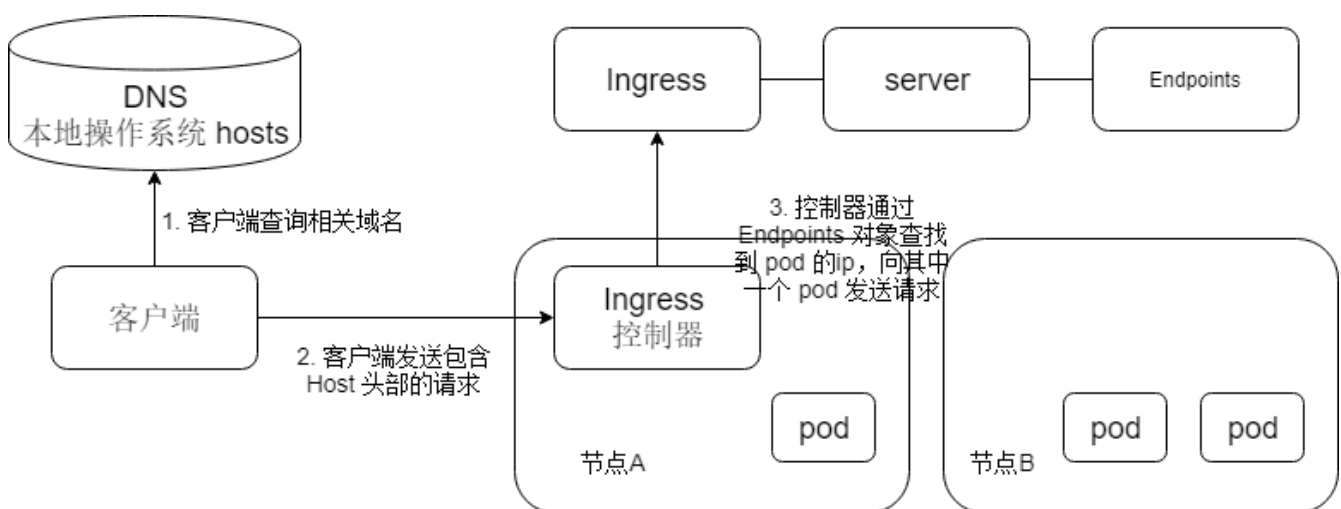 DNS
本地操作系统 hosts
Ingress
server
Endpoints
1. 客户端查询相关域名
3. 控制器通过
Endpoints 对象查找
到 pod 的ip，向其中
一个 pod 发送请求
客户端
Ingress
控制器
2. 客户端发送包含
Host 头部的请求
pod
节点A
pod
pod
节点B